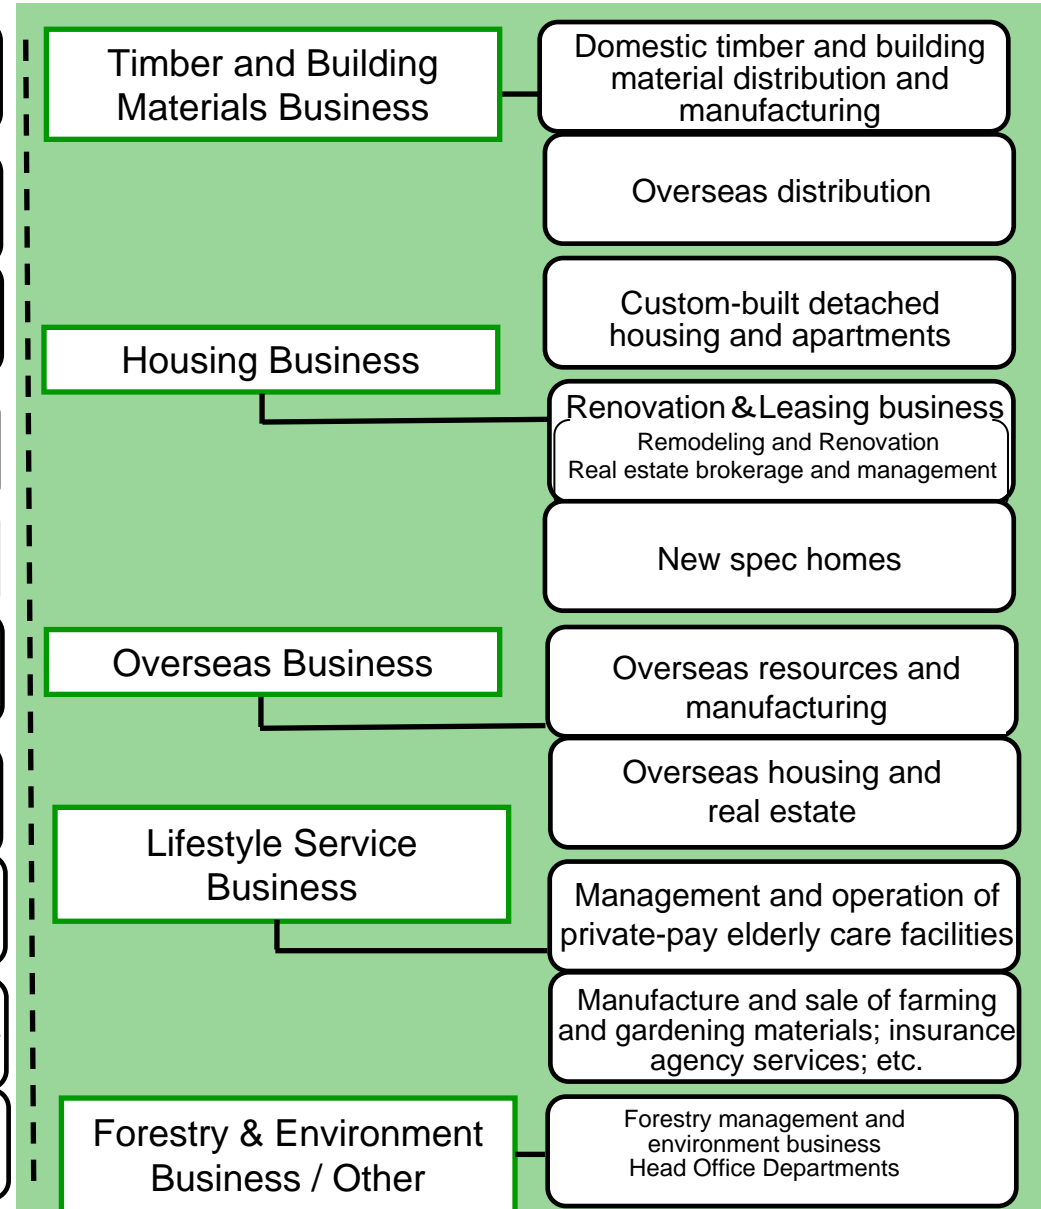 Timber and Building
Materials Business
Domestic timber and building
material distribution and
manufacturing
Overseas distribution
Housing Business
Custom-built detached
housing and apartments
Renovation & Leasing business
Remodeling and Renovation
Real estate brokerage and management
New spec homes
Overseas Business
Overseas resources and
manufacturing
Overseas housing and
real estate
Lifestyle Service
Business
Management and operation of
private-pay elderly care facilities
Manufacture and sale of farming
and gardening materials; insurance
agency services; etc.
Forestry & Environment
Business / Other
Forestry management and
environment business
Head Office Departments